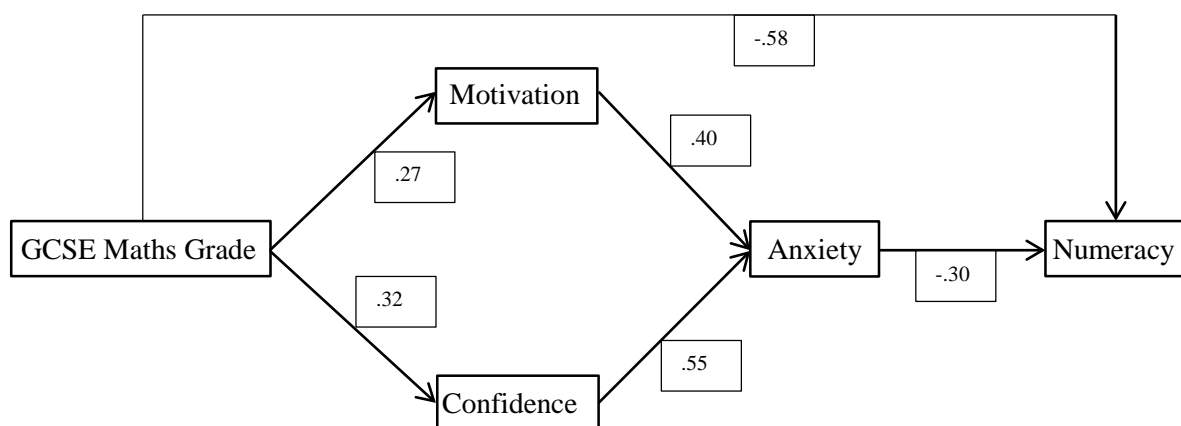 -.58
Motivation
.40
.27
GCSE Maths Grade
Anxiety
Numeracy
-.30
.32
.55
Confidence